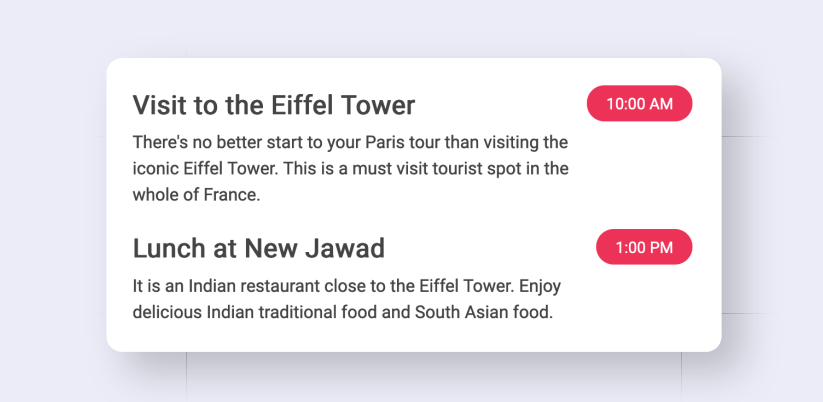 Visit to the Eiffel Tower
10:00 AM
There's no better start to your Paris tour than visiting the
iconic Eiffel Tower. This is a must visit tourist spot in the
whole of France.
Lunch at New Jawad
1:00 PM
It is an Indian restaurant close to the Eiffel Tower. Enjoy
delicious Indian traditional food and South Asian food.